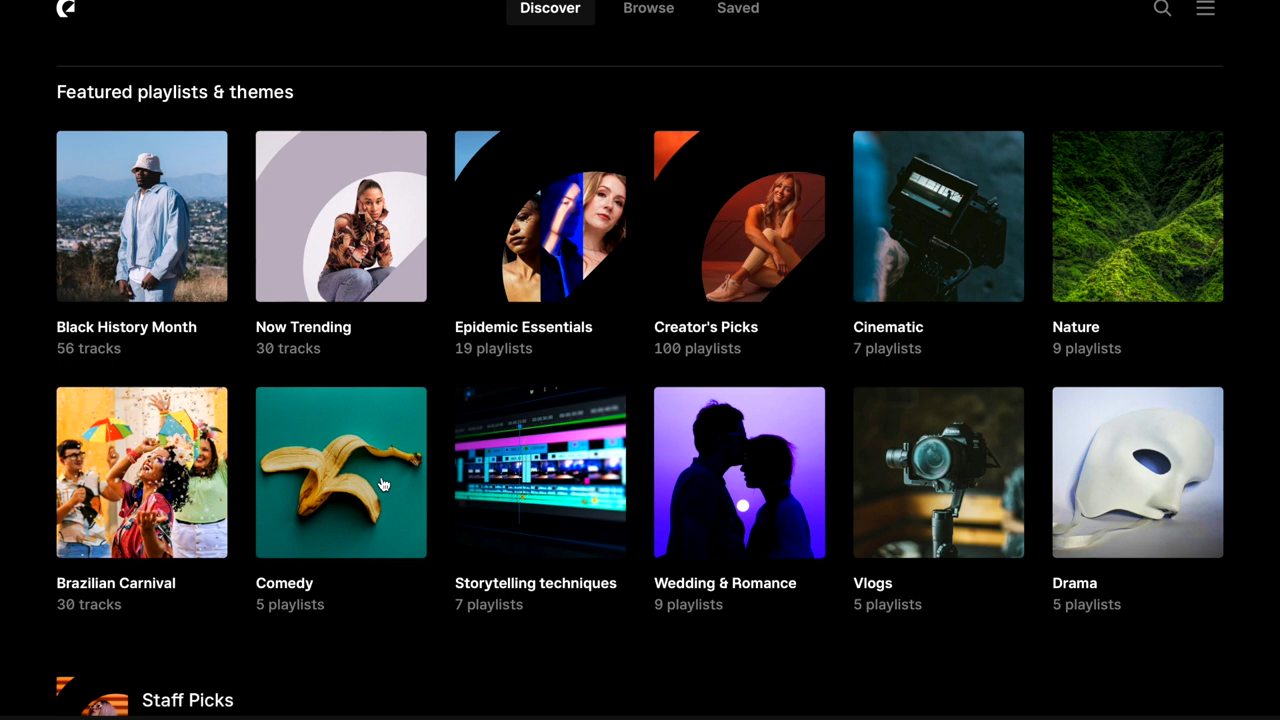 Discover Browse Saved
Featured playlists & themes
Black History Month Now Trending Epidemic Essentials Creator's Picks Cinematic Nature
56 tracks 30 tracks 19 playlists 100 playlists 7 playlists 9 playlists
Brazilian Carnival Comedy Storytelling techniques Wedding & Romance Vlogs Drama
30 tracks 5 playlists 7 playlists 9 playlists 5 playlists 5 playlists
Staff Picks